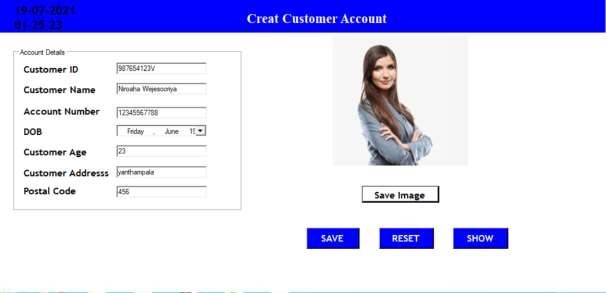 19-07-2021
01-25-23
Creat Customer Account
Account Details
Customer ID 987654123V
Customer Name Niroaha Wejesooriya
Account Number 12345567788
DOB Friday , June 15
Customer Age 23
Customer Addresss yanthampala
Postal Code 456
Save Image
SAVE RESET SHOW